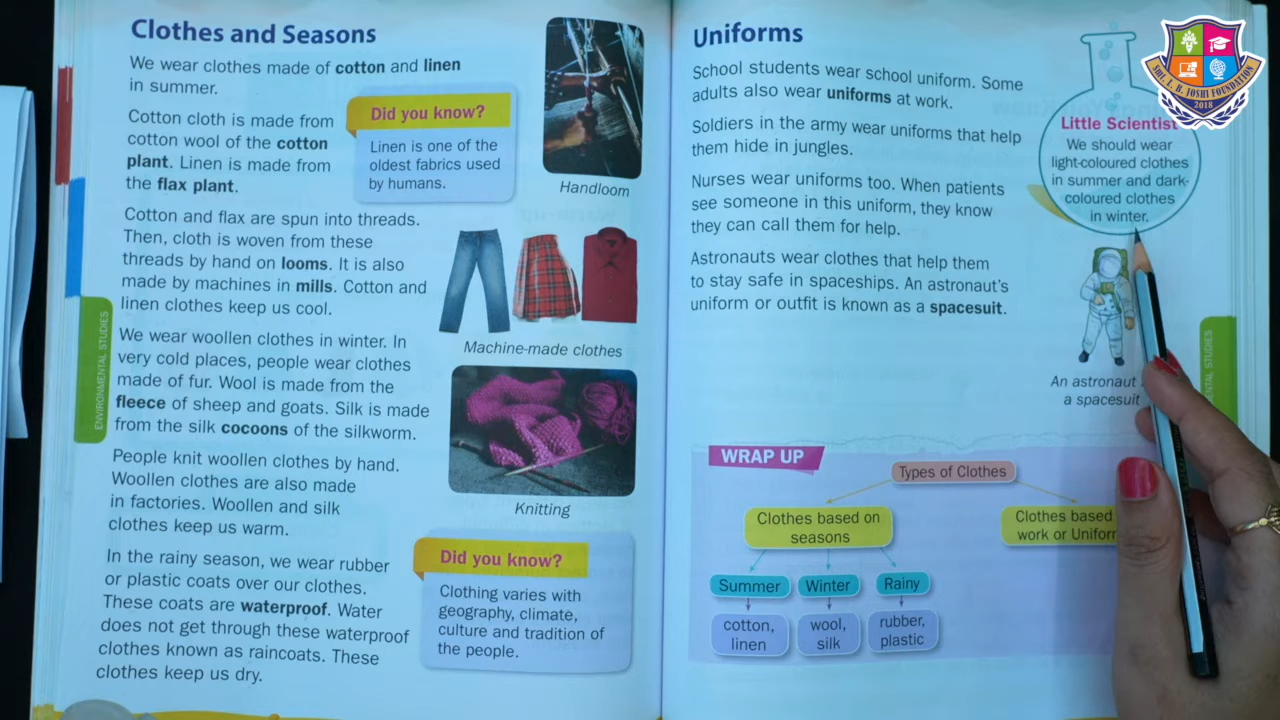 Clothes and Seasons
We wear clothes made of cotton and linen
in summer.
Cotton cloth is made from
cotton wool of the cotton
plant. Linen is made from
the flax plant.
Did you know?
Linen is one of the
oldest fabrics used
by humans.
Handloom
Cotton and flax are spun into threads.
Then, cloth is woven from these
threads by hand on looms. It is also
made by machines in mills. Cotton and
linen clothes keep us cool.
Machine-made clothes
We wear woollen clothes in winter. In
very cold places, people wear clothes
made of fur. Wool is made from the
fleece of sheep and goats. Silk is made
from the silk cocoons of the silkworm.
People knit woollen clothes by hand.
Woollen clothes are also made
in factories. Woollen and silk
clothes keep us warm.
Knitting
In the rainy season, we wear rubber
or plastic coats over our clothes.
These coats are waterproof. Water
does not get through these waterproof
clothes known as raincoats. These
clothes keep us dry.
Did you know?
Clothing varies with
geography, climate,
culture and tradition of
the people.
ENVIRONMENTAL STUDIES
Uniforms
School students wear school uniform. Some
adults also wear uniforms at work.
Soldiers in the army wear uniforms that help
them hide in jungles.
Nurses wear uniforms too. When patients
see someone in this uniform, they know
they can call them for help.
Astronauts wear clothes that help them
to stay safe in spaceships. An astronaut's
uniform or outfit is known as a spacesuit.
Little Scientist
We should wear
light-coloured clothes
in summer and dark-
coloured clothes
in winter.
An astronaut
a spacesuit
WRAP UP
Types of Clothes
Clothes based on
seasons
Clothes based
work or Unifor
Summer
Winter
Rainy
cotton,
linen
wool,
silk
rubber,
plastic
STUDIES
JOSHI FOUNDATION
2018